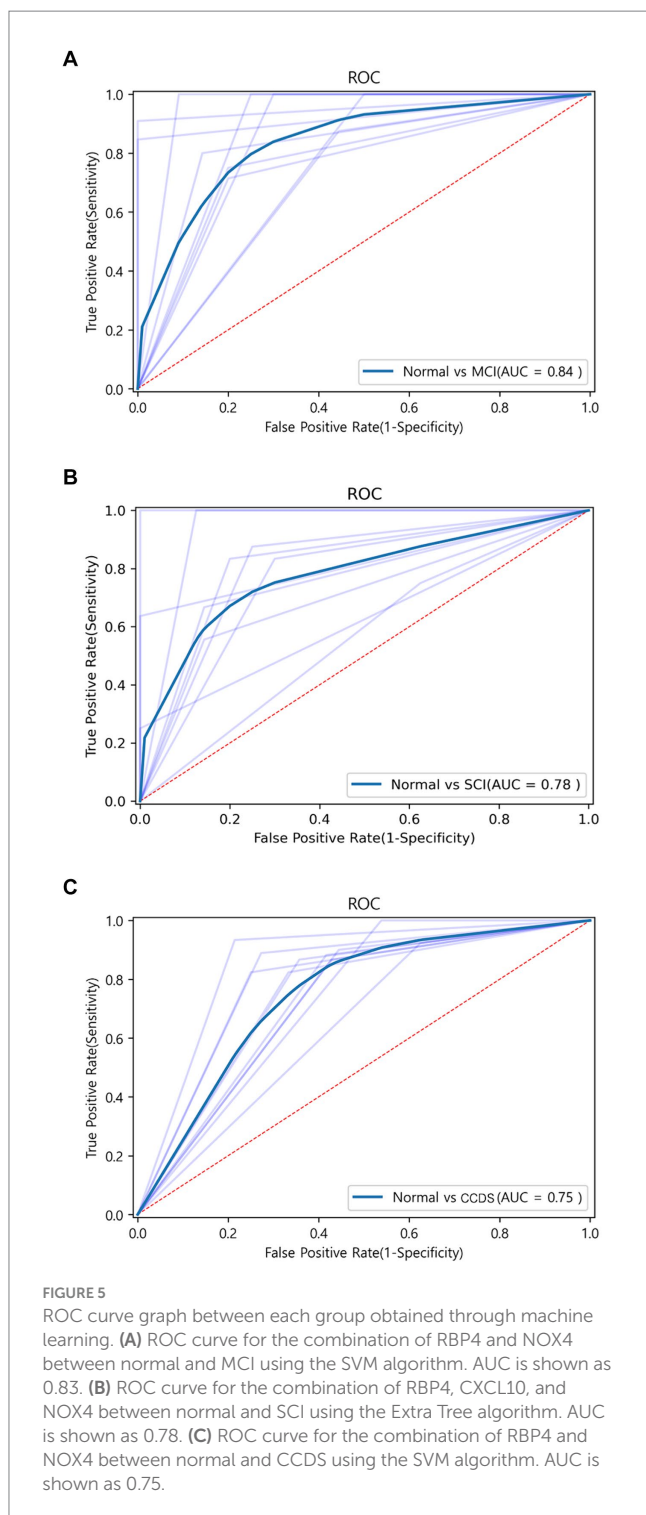 A
ROC
1.0
0.8
0.6
0.4
0.2
0.0
True Positive Rate(Sensitivity)
Normal vs MCI(AUC = 0.84 )
0.0 0.2 0.4 0.6 0.8 1.0
False Positive Rate(1-Specificity)
B
ROC
1.0
0.8
0.6
0.4
0.2
0.0
True Positive Rate(Sensitivity)
Normal vs SCI(AUC = 0.78 )
0.0 0.2 0.4 0.6 0.8 1.0
False Positive Rate(1-Specificity)
C
ROC
1.0
0.8
0.6
0.4
0.2
0.0
True Positive Rate(Sensitivity)
Normal vs CCDS(AUC = 0.75 )
0.0 0.2 0.4 0.6 0.8 1.0
False Positive Rate(1-Specificity)
FIGURE 5
ROC curve graph between each group obtained through machine
learning. (A) ROC curve for the combination of RBP4 and NOX4
between normal and MCI using the SVM algorithm. AUC is shown as
0.83. (B) ROC curve for the combination of RBP4, CXCL10, and
NOX4 between normal and SCI using the Extra Tree algorithm. AUC
is shown as 0.78. (C) ROC curve for the combination of RBP4 and
NOX4 between normal and CCDS using the SVM algorithm. AUC is
shown as 0.75.